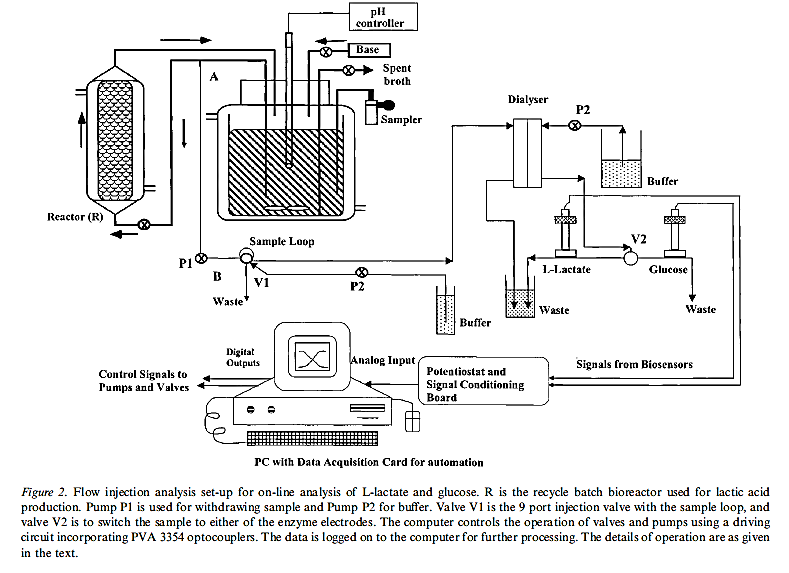 pH
controller
Base
Spent
broth
A
Sampler
Dialyser
P2
Buffer
Reactor (R)
Sample Loop
P1
B
V1
Waste
P2
Buffer
V2
L-Lactate
Glucose
Waste
Waste
Digital
Outputs
Analog Input
Control Signals to
Pumps and Valves
Potentiostat and
Signal Conditioning
Board
Signals from Biosensors
PC with Data Acquisition Card for automation
Figure 2. Flow injection analysis set-up for on-line analysis of L-lactate and glucose. R is the recycle batch bioreactor used for lactic acid
production. Pump P1 is used for withdrawing sample and Pump P2 for buffer. Valve V1 is the 9 port injection valve with the sample loop, and
valve V2 is to switch the sample to either of the enzyme electrodes. The computer controls the operation of valves and pumps using a driving
circuit incorporating PVA 3354 optocouplers. The data is logged on to the computer for further processing. The details of operation are as given
in the text.